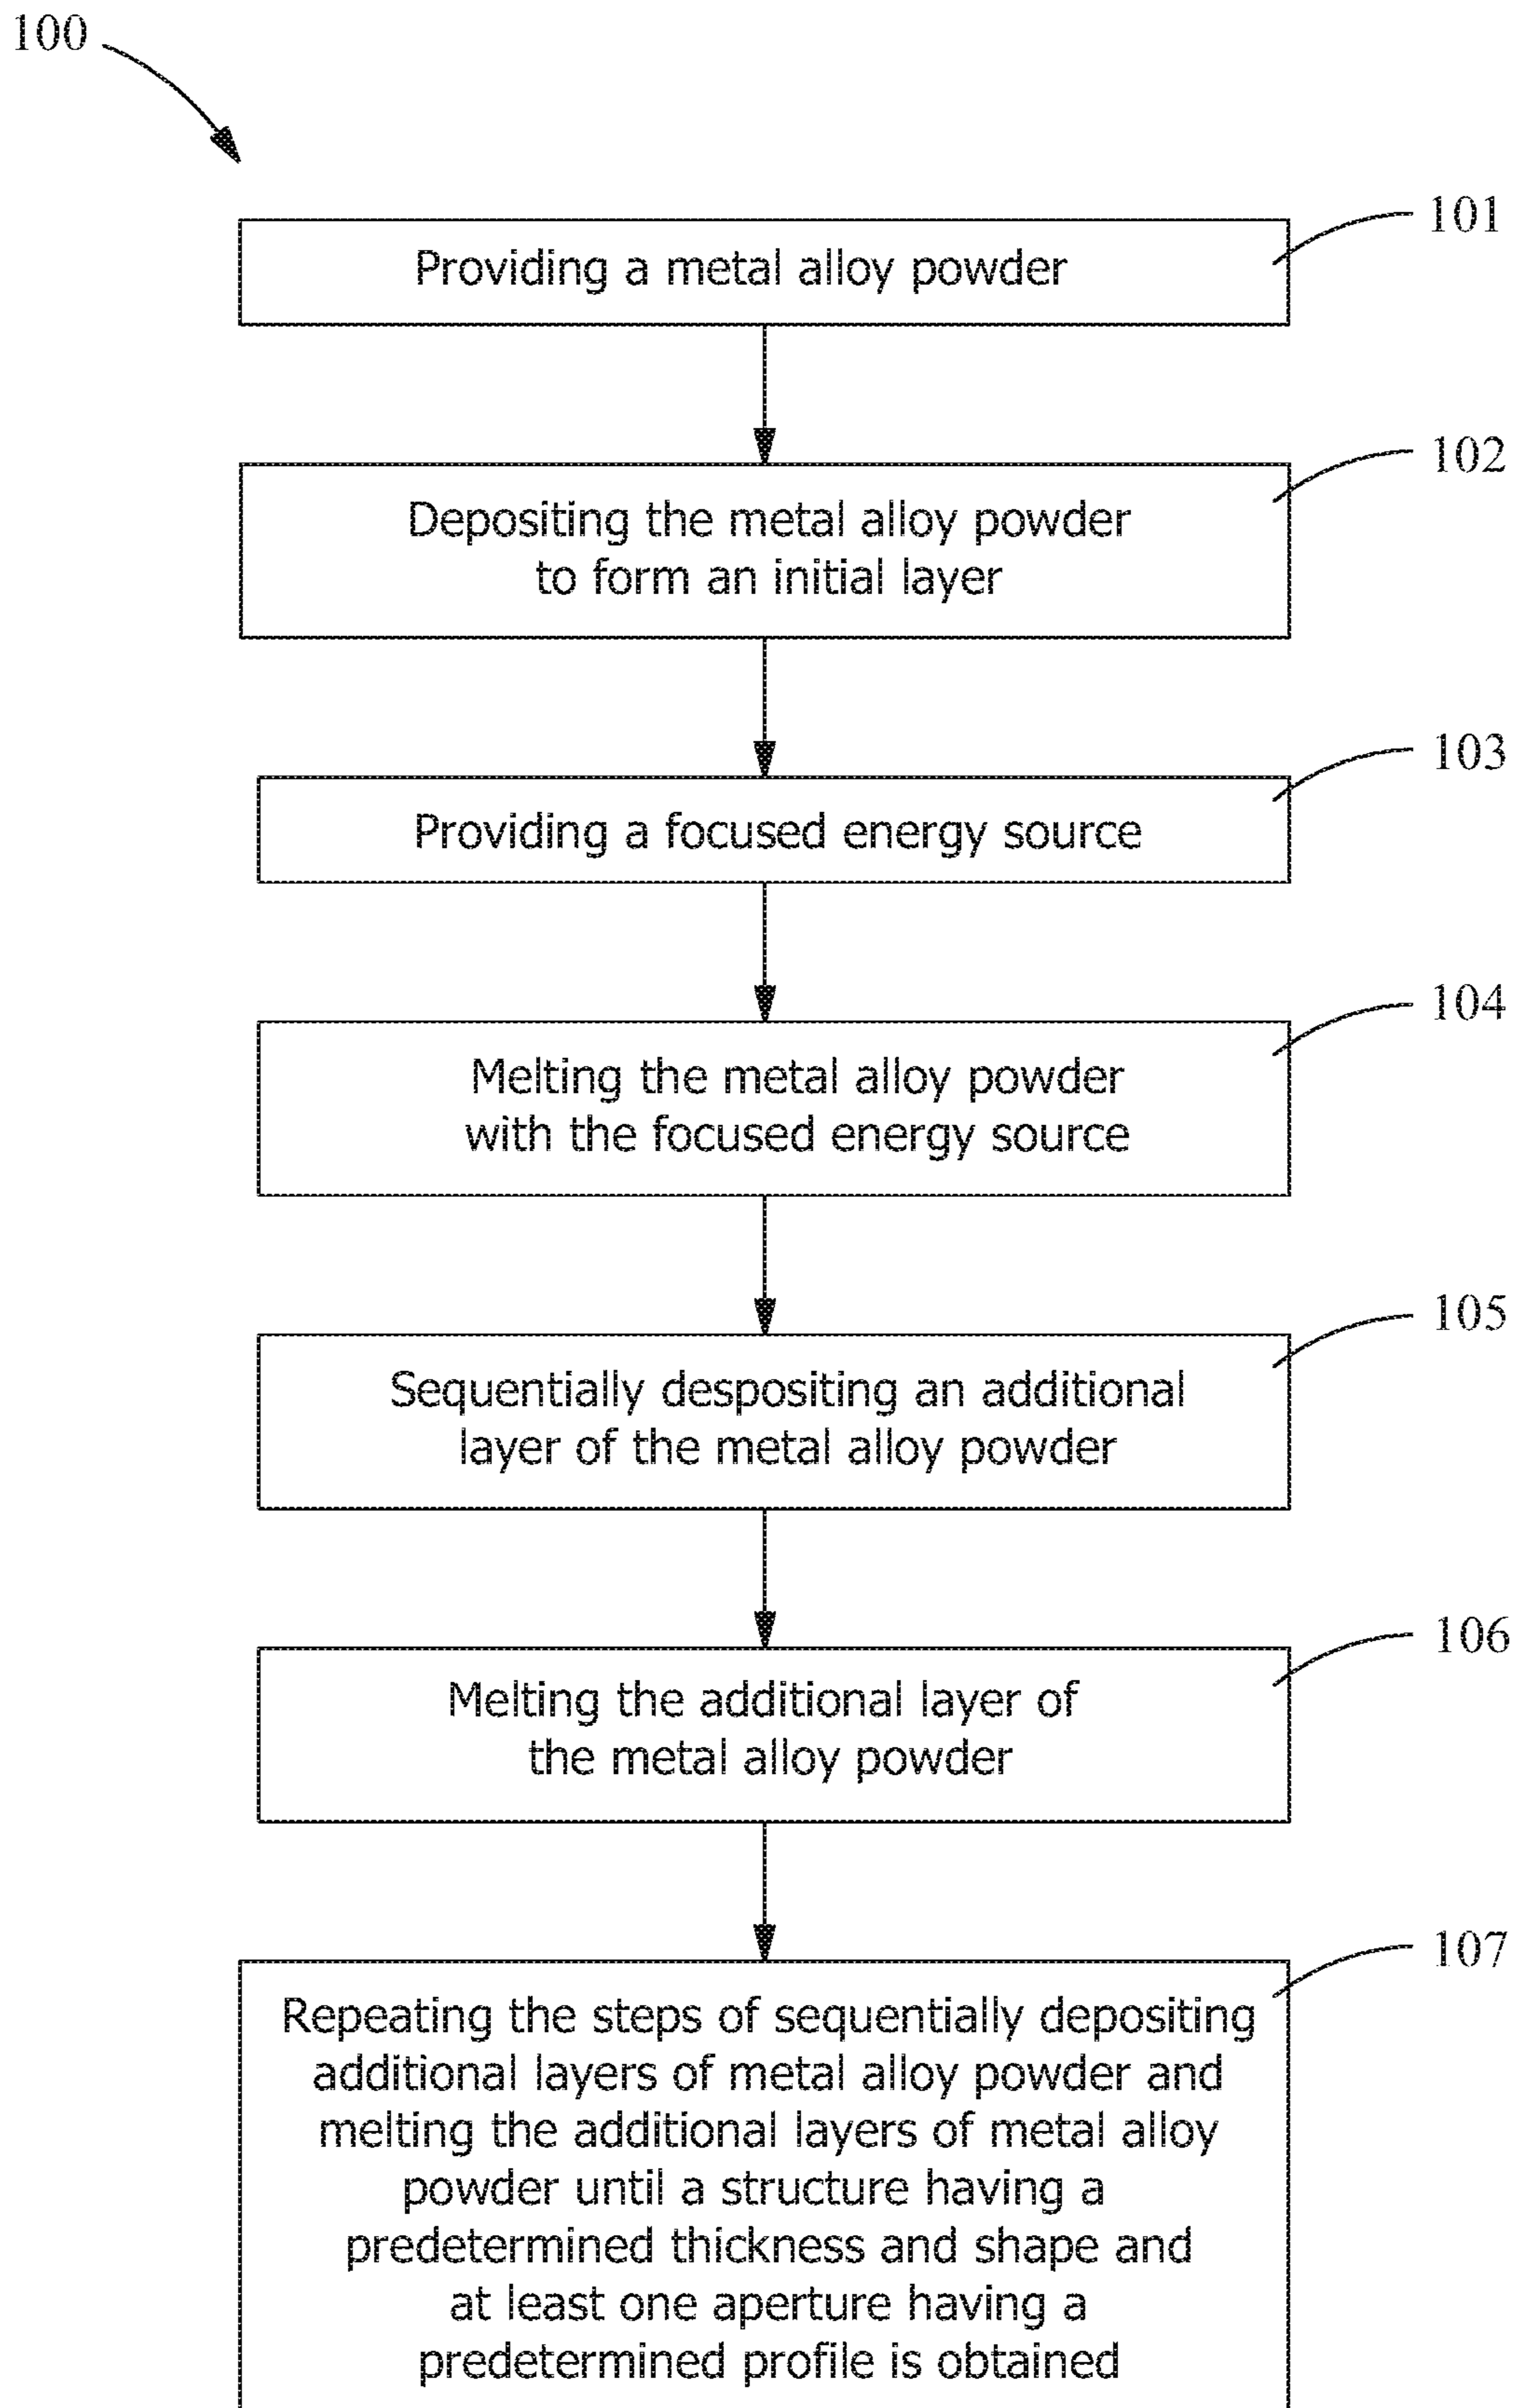 100
101
Providing a metal alloy powder
102
Depositing the metal alloy powder
to form an initial layer
103
Providing a focused energy source
104
Melting the metal alloy powder
with the focused energy source
105
Sequentially despositing an additional
layer of the metal alloy powder
106
Melting the additional layer of
the metal alloy powder
107
Repeating the steps of sequentially depositing
additional layers of metal alloy powder and
melting the additional layers of metal alloy
powder until a structure having a
predetermined thickness and shape and
at least one aperture having a
predetermined profile is obtained